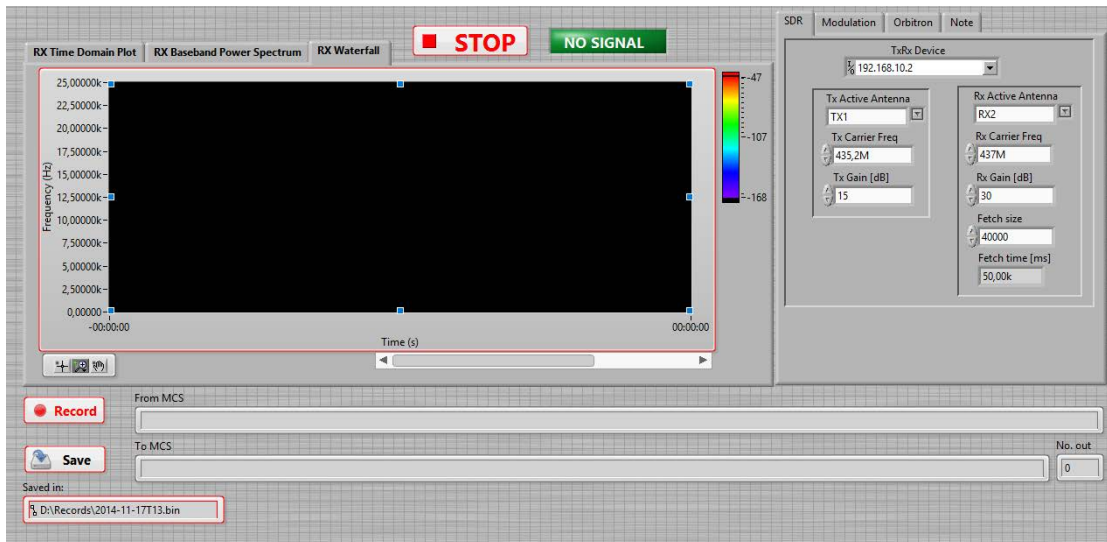 STOP
NO SIGNAL
RX Time Domain Plot
RX Baseband Power Spectrum
RX Waterfall
25,00000k
22,50000k
20,00000k
17,50000k
15,00000k
12,50000k
10,00000k
7,50000k
5,00000k
2,50000k
0,00000
Frequency (Hz)
-00:00:00
00:00:00
Time (s)
-47
-107
-168
SDR
Modulation
Orbitron
Note
TxRx Device
192.168.10.2
Tx Active Antenna
TX1
Tx Carrier Freq
435,2M
Tx Gain [dB]
15
Rx Active Antenna
RX2
Rx Carrier Freq
437M
Rx Gain [dB]
30
Fetch size
40000
Fetch time [ms]
50,00k
Record
From MCS
Save
To MCS
No. out
0
Saved in:
D:\Records\2014-11-17T13.bin